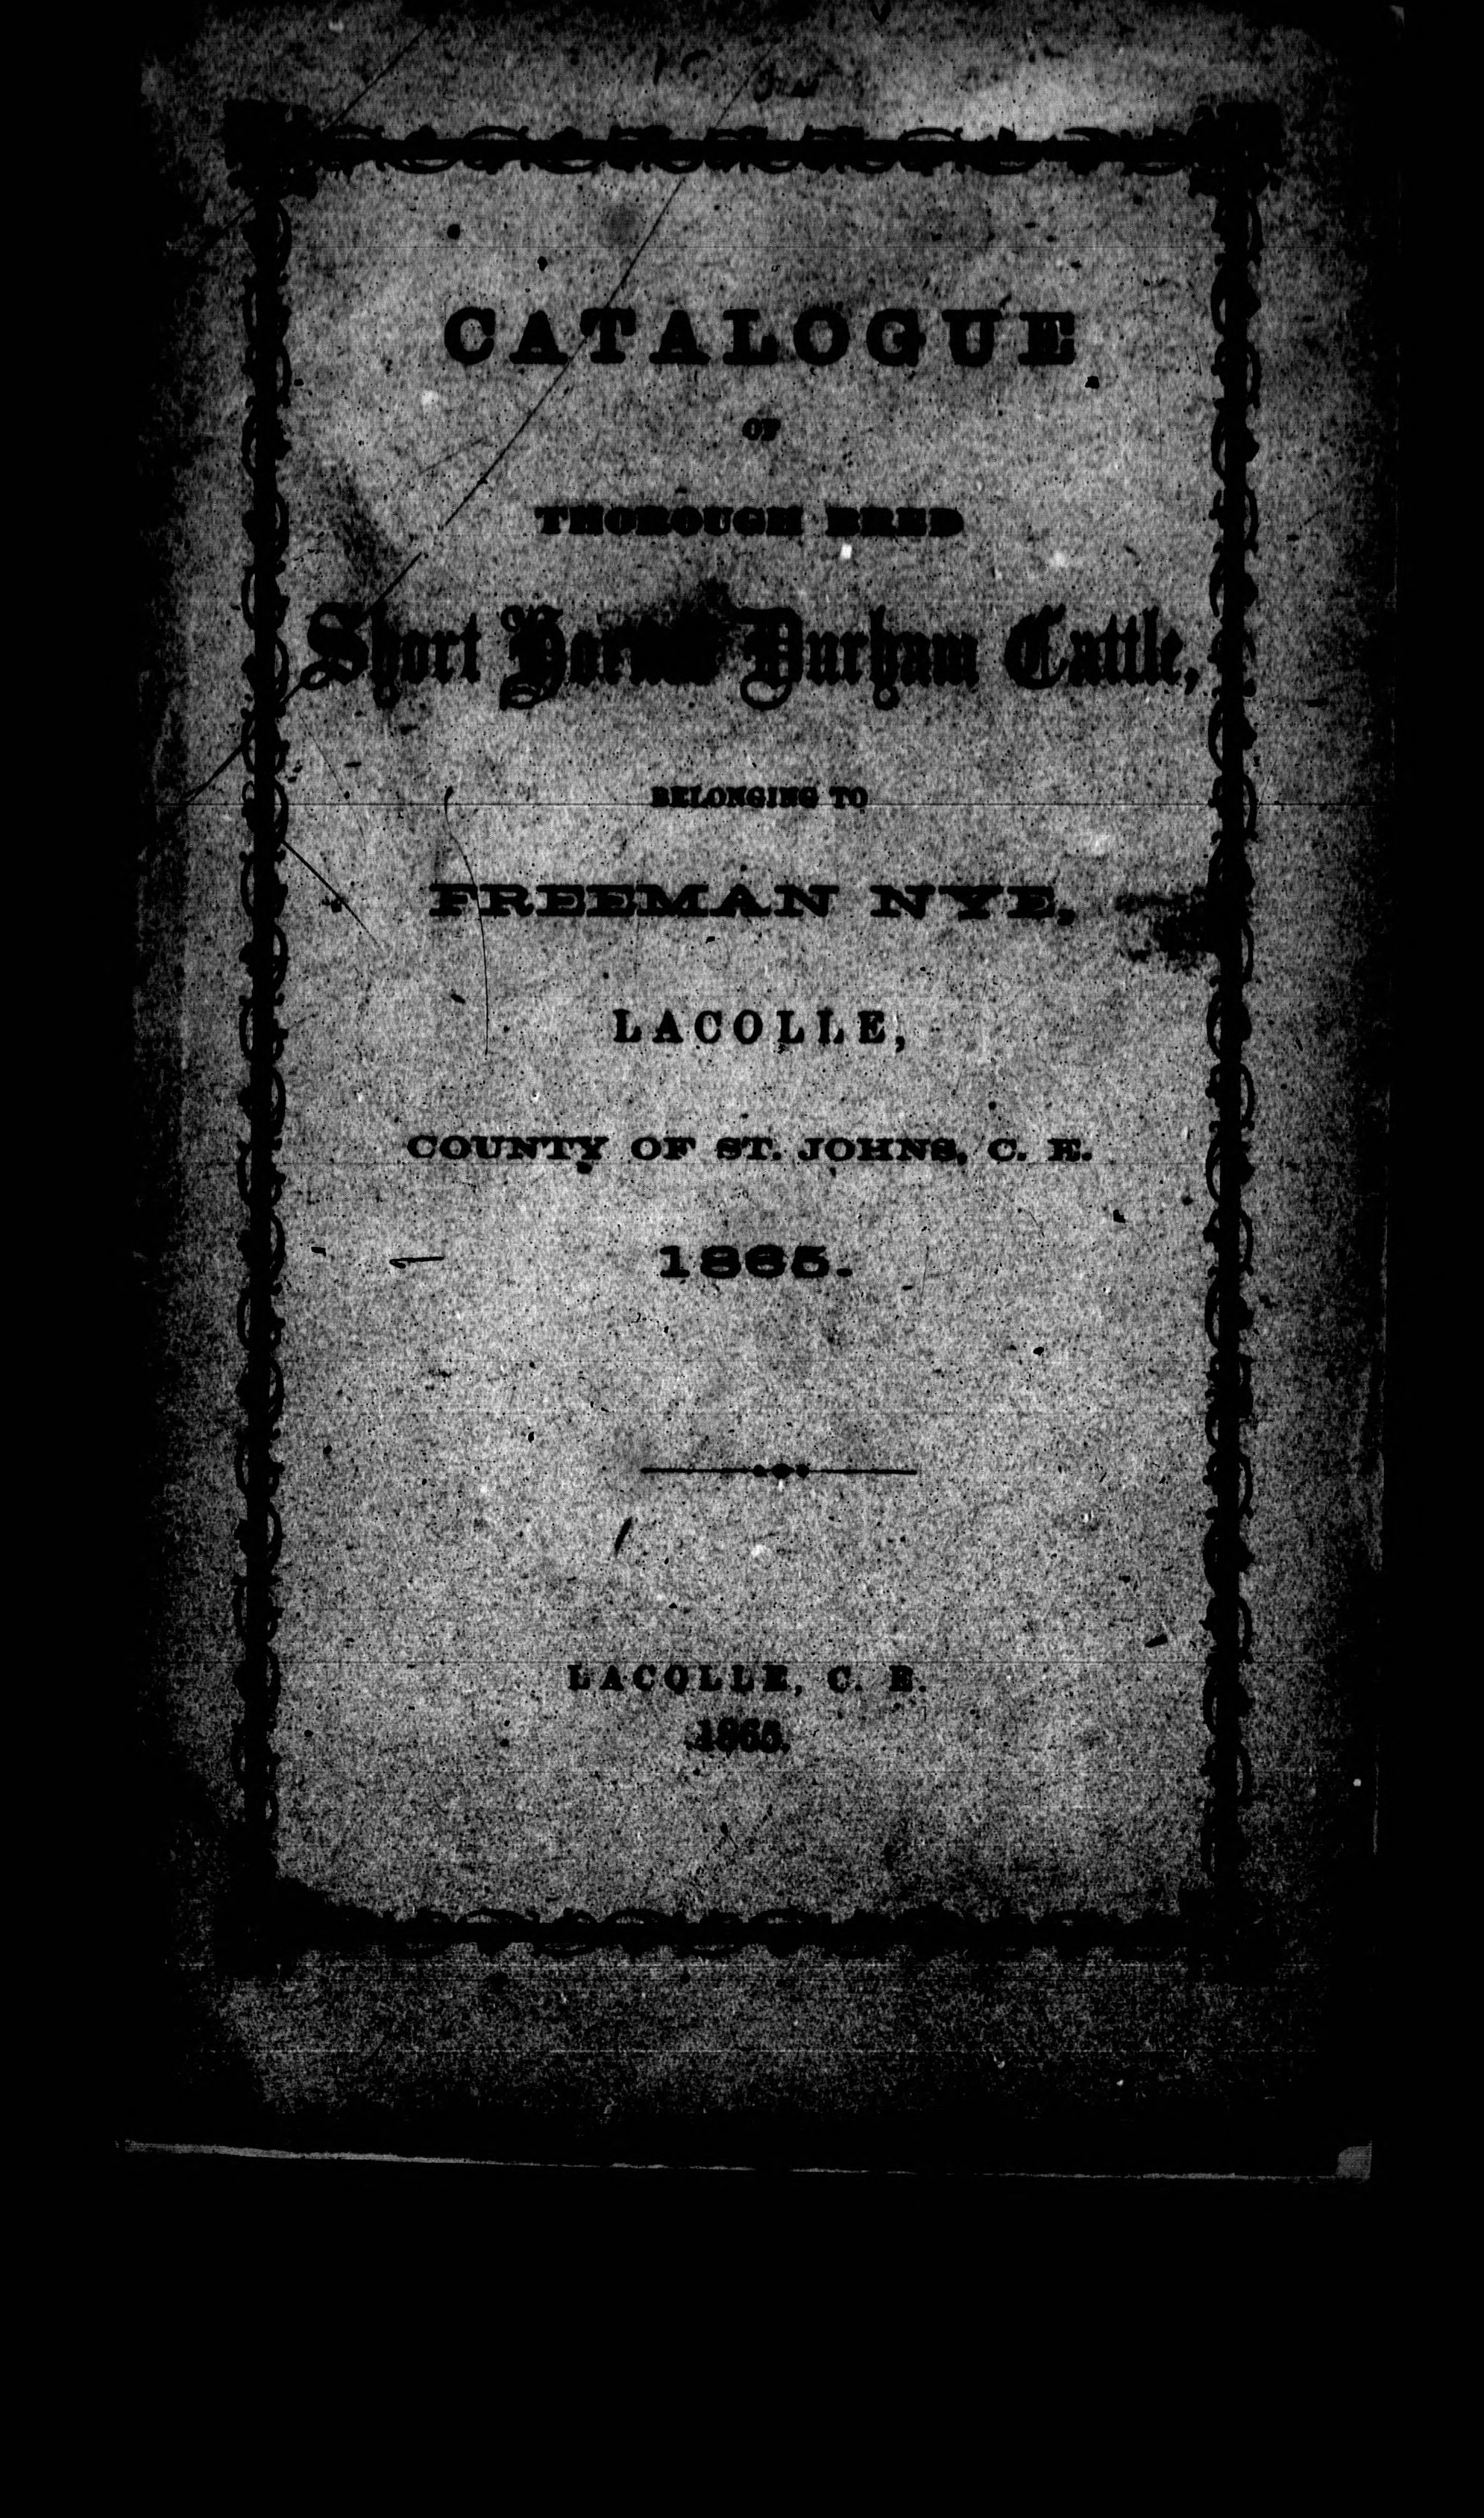 CATALOGUE
OF
THOROUGH BRED
Short Durham Cattle,
BELONGING TO
FREEMAN NYE,
LACOLLE,
COUNTY OF ST. JOHNS, C. E.
1865.
LACOLLE, C. E.
1865.